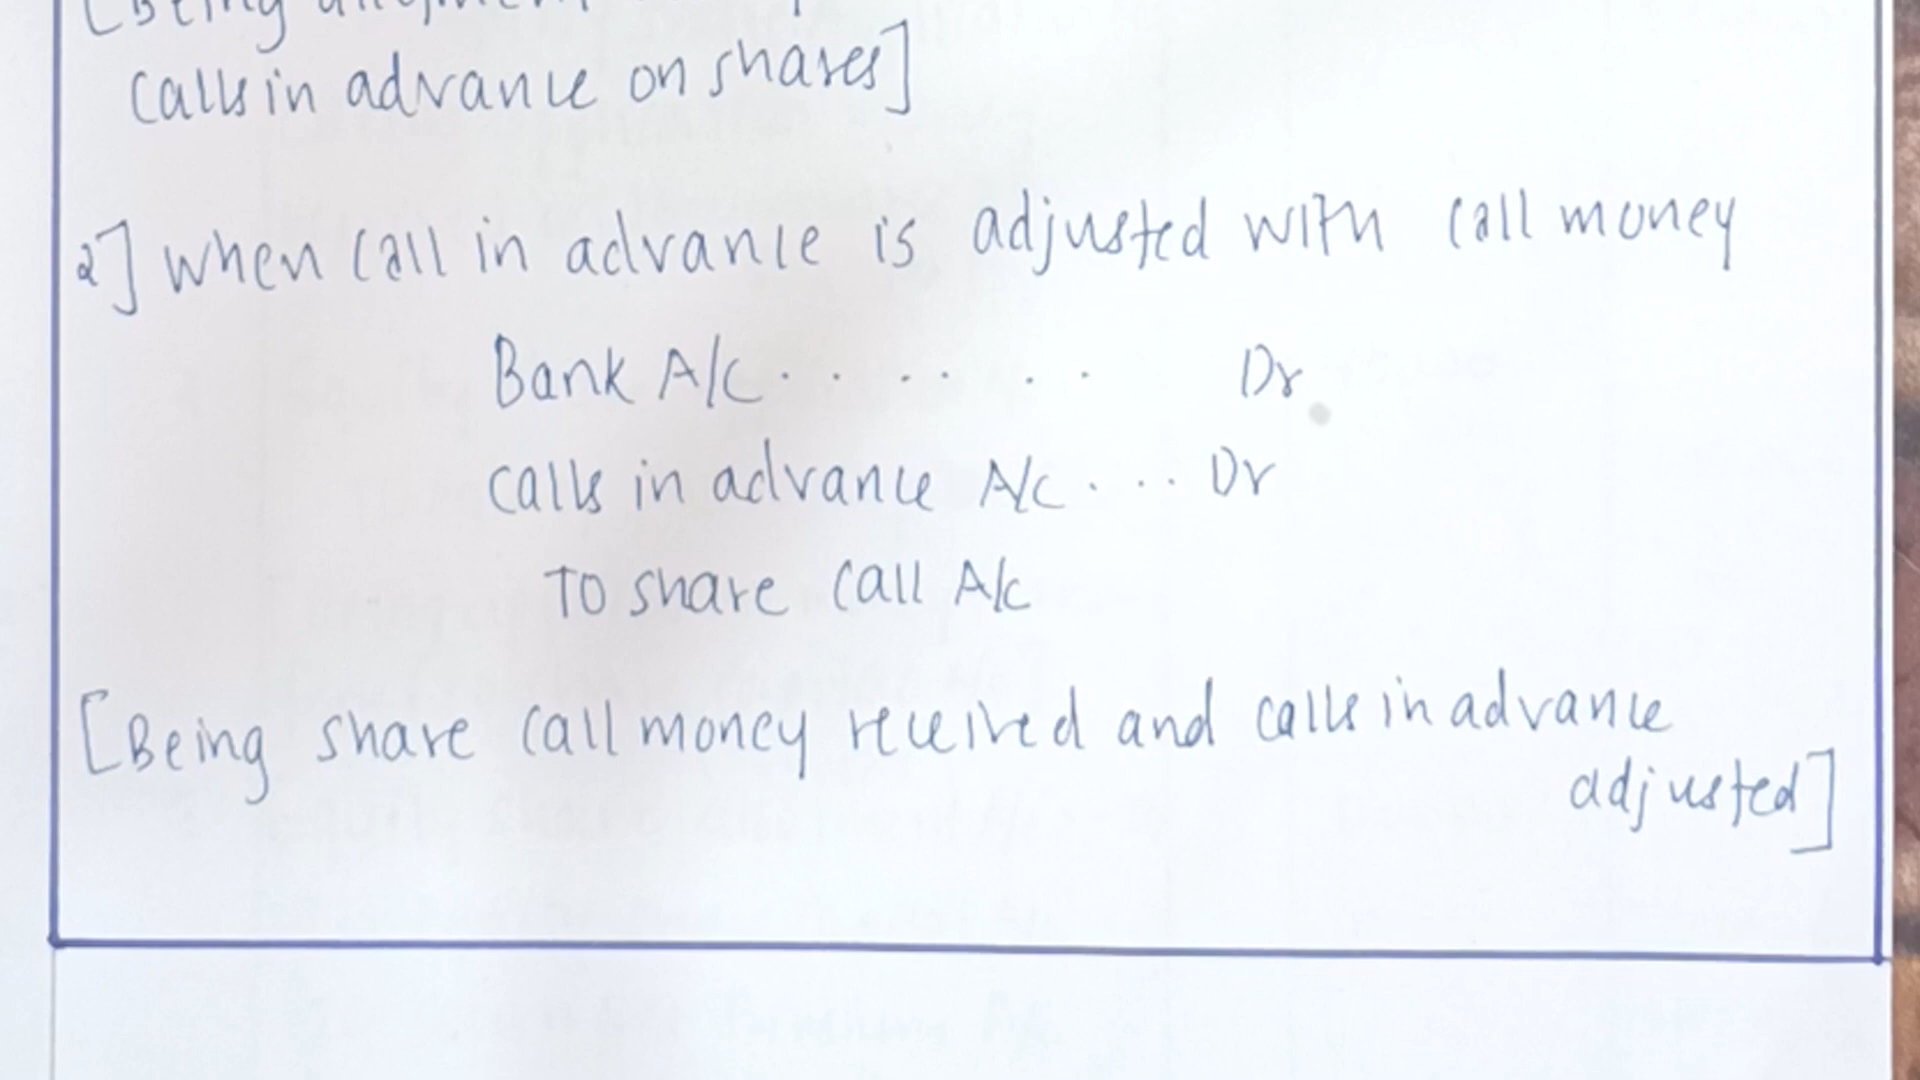 [Being
calls in advance on shares]
2] when call in advance is adjusted with call money
Bank A/c . . . . . . Dr
calls in advance A/c . . . . Dr
To share call A/c
[Being share call money received and calls in advance
adjusted]